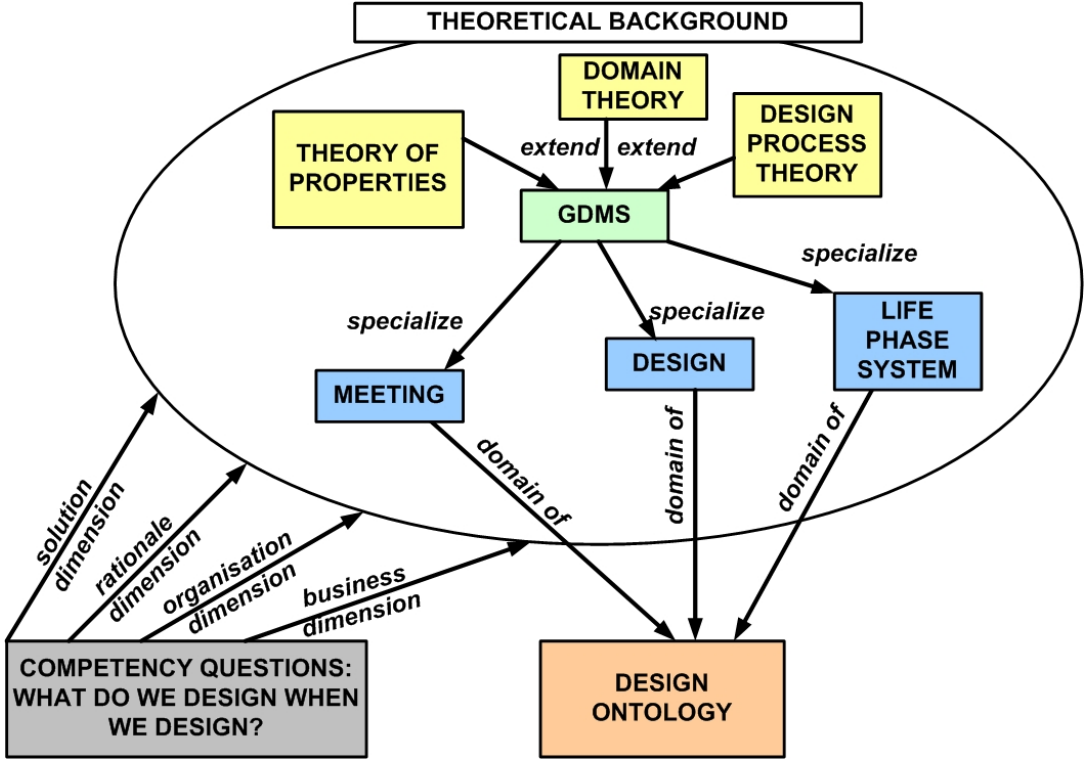 THEORETICAL BACKGROUND
DOMAIN
THEORY
THEORY OF
PROPERTIES
DESIGN
PROCESS
THEORY
extend
extend
GDMS
specialize
specialize
specialize
LIFE
PHASE
SYSTEM
DESIGN
MEETING
domain of
domain of
domain of
solution
dimension
rationale
dimension
organisation
dimension
business
dimension
COMPETENCY QUESTIONS:
WHAT DO WE DESIGN WHEN
WE DESIGN?
DESIGN
ONTOLOGY